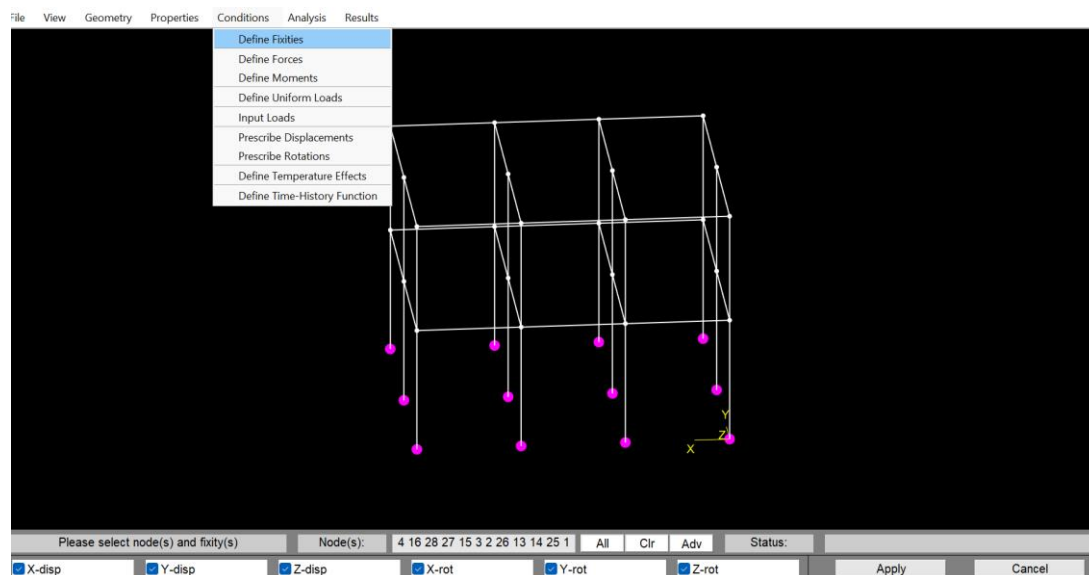 File View Geometry Properties Conditions Analysis Results
Define Fixities
Define Forces
Define Moments
Define Uniform Loads
Input Loads
Prescribe Displacements
Prescribe Rotations
Define Temperature Effects
Define Time-History Function
Y
Z
X
Please select node(s) and fixity(s) Node(s): 4 16 28 27 15 3 2 26 13 14 25 1 All Clr Adv Status:
X-disp Y-disp Z-disp X-rot Y-rot Z-rot Apply Cancel